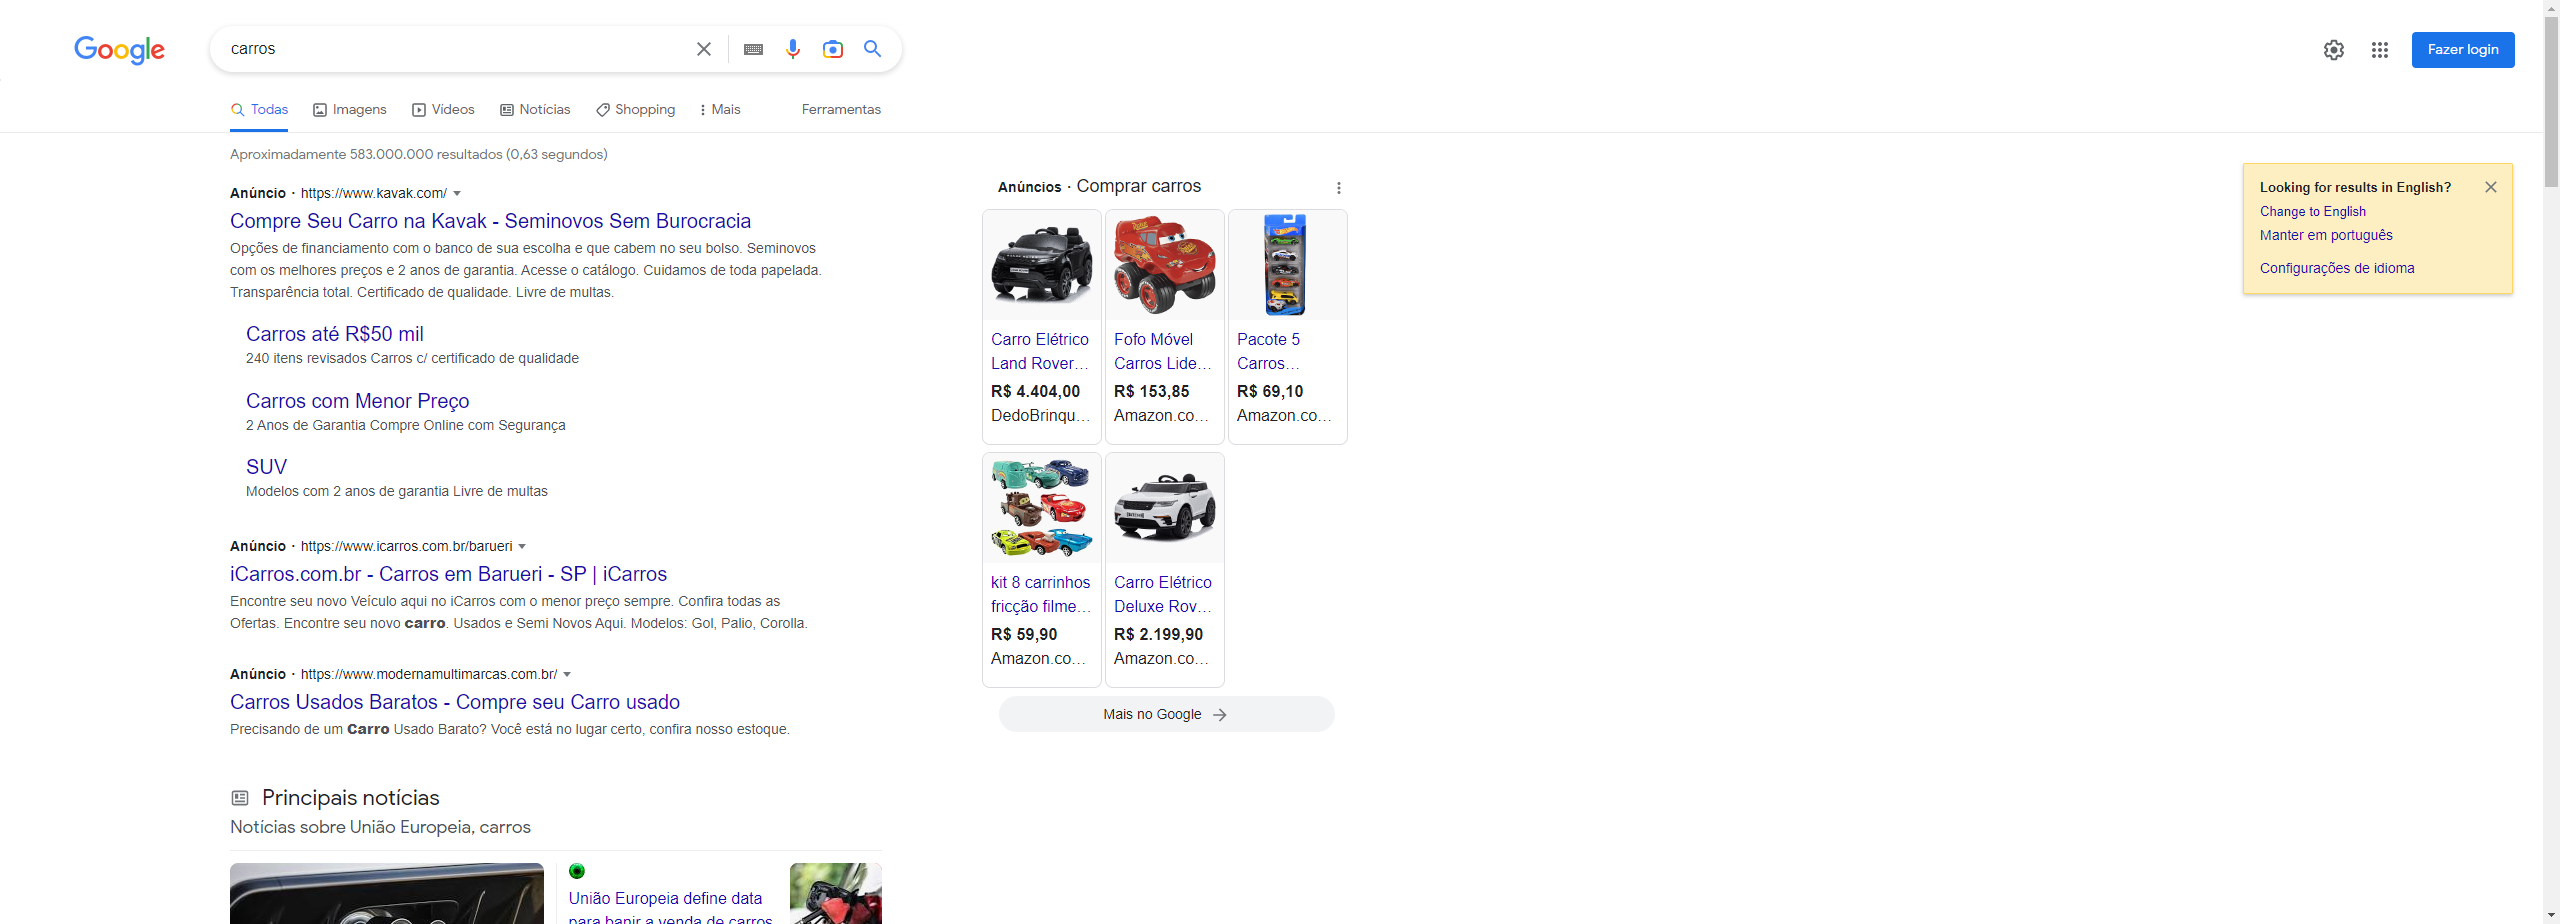 Google
carros
Todas
Imagens
Vídeos
Notícias
Shopping
Mais
Ferramentas
Fazer login
Aproximadamente 583.000.000 resultados (0,63 segundos)
Anúncio · https://www.kavak.com/
Compre Seu Carro na Kavak - Seminovos Sem Burocracia
Opções de financiamento com o banco de sua escolha e que cabem no seu bolso. Seminovos
com os melhores preços e 2 anos de garantia. Acesse o catálogo. Cuidamos de toda papelada.
Transparência total. Certificado de qualidade. Livre de multas.
Carros até R$50 mil
240 itens revisados Carros c/ certificado de qualidade
Carros com Menor Preço
2 Anos de Garantia Compre Online com Segurança
SUV
Modelos com 2 anos de garantia Livre de multas
Anúncio · https://www.icarros.com.br/barueri
iCarros.com.br - Carros em Barueri - SP | iCarros
Encontre seu novo Veículo aqui no iCarros com o menor preço sempre. Confira todas as
Ofertas. Encontre seu novo carro. Usados e Semi Novos Aqui. Modelos: Gol, Palio, Corolla.
Anúncio · https://www.modernamultimarcas.com.br/
Carros Usados Baratos - Compre seu Carro usado
Precisando de um Carro Usado Barato? Você está no lugar certo, confira nosso estoque.
Principais notícias
Notícias sobre União Europeia, carros
União Europeia define data
para banir a venda de carros
Anúncios · Comprar carros
Carro Elétrico
Land Rover...
R$ 4.404,00
DedoBrinqu...
Fofo Móvel
Carros Lide...
R$ 153,85
Amazon.co...
Pacote 5
Carros...
R$ 69,10
Amazon.co...
kit 8 carrinhos
fricção filme...
R$ 59,90
Amazon.co...
Carro Elétrico
Deluxe Rov...
R$ 2.199,90
Amazon.co...
Mais no Google
Looking for results in English?
Change to English
Manter em português
Configurações de idioma